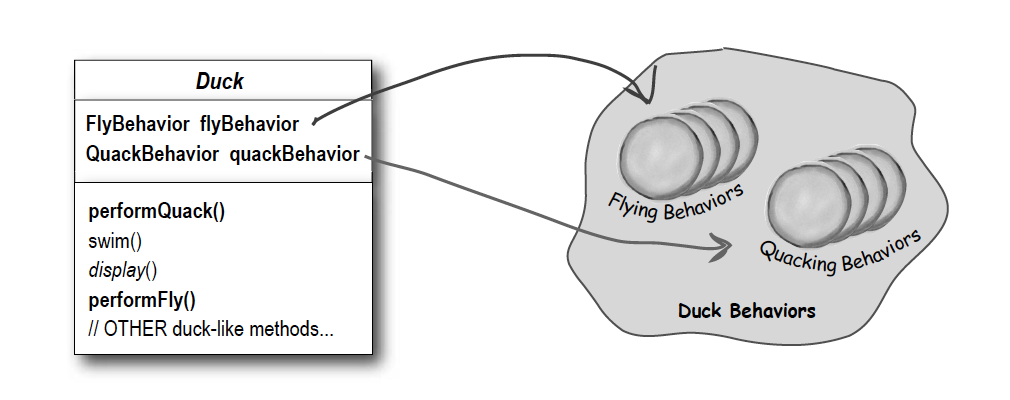 Duck
FlyBehavior flyBehavior
QuackBehavior quackBehavior
performQuack()
swim()
display()
performFly()
// OTHER duck-like methods...
Flying Behaviors
Quacking Behaviors
Duck Behaviors